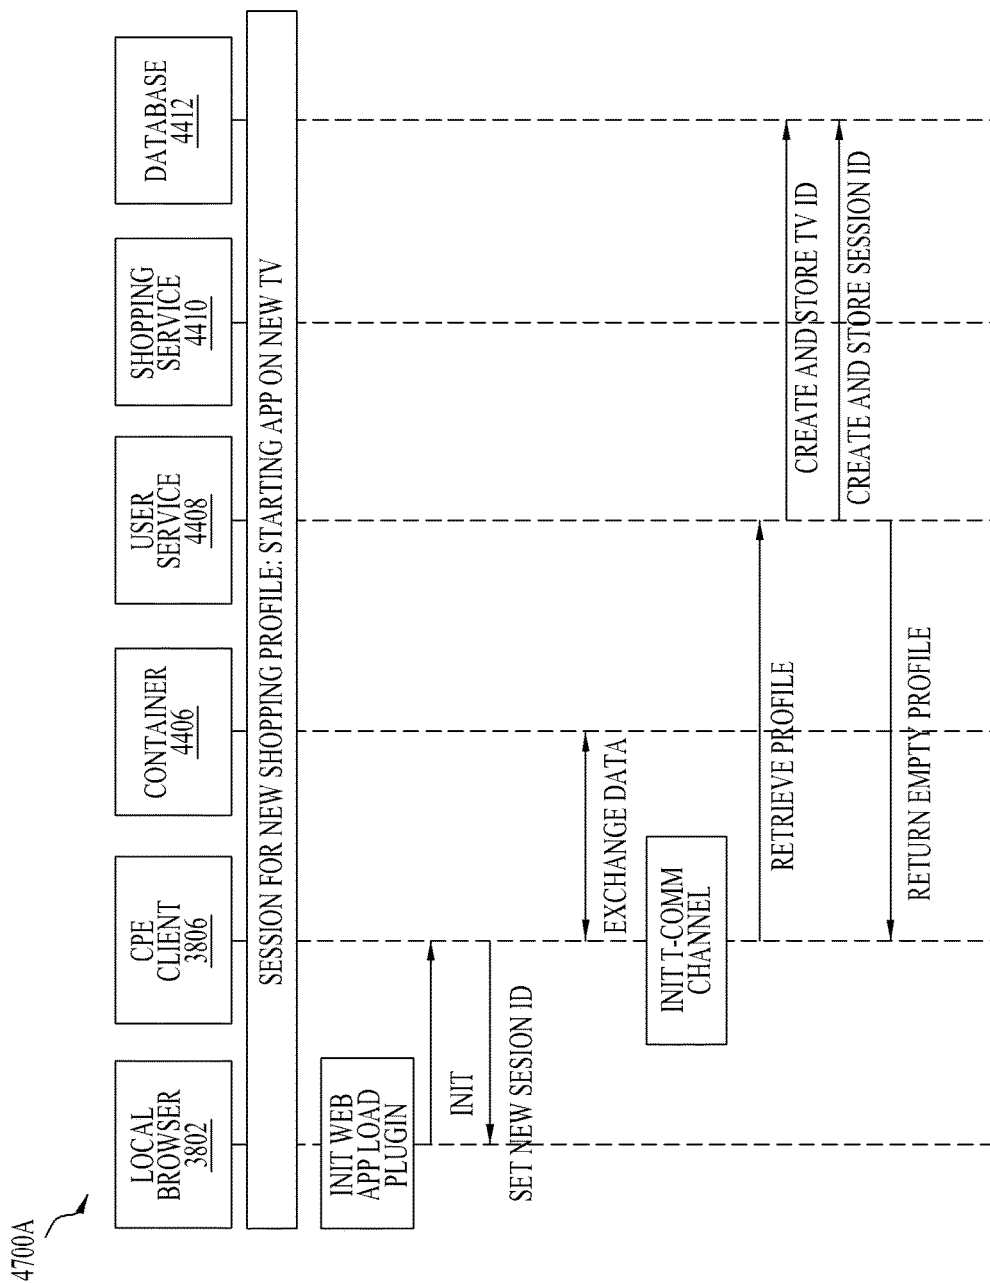 4700A
LOCAL
BROWSER
3802
CPE
CLIENT
3806
CONTAINER
4406
USER
SERVICE
4408
SHOPPING
SERVICE
4410
DATABASE
4412
SESSION FOR NEW SHOPPING PROFILE: STARTING APP ON NEW TV
INIT WEB
APP LOAD
PLUGIN
INIT
SET NEW SESION ID
EXCHANGE DATA
INIT T-COMM
CHANNEL
RETRIEVE PROFILE
CREATE AND STORE TV ID
CREATE AND STORE SESSION ID
RETURN EMPTY PROFILE